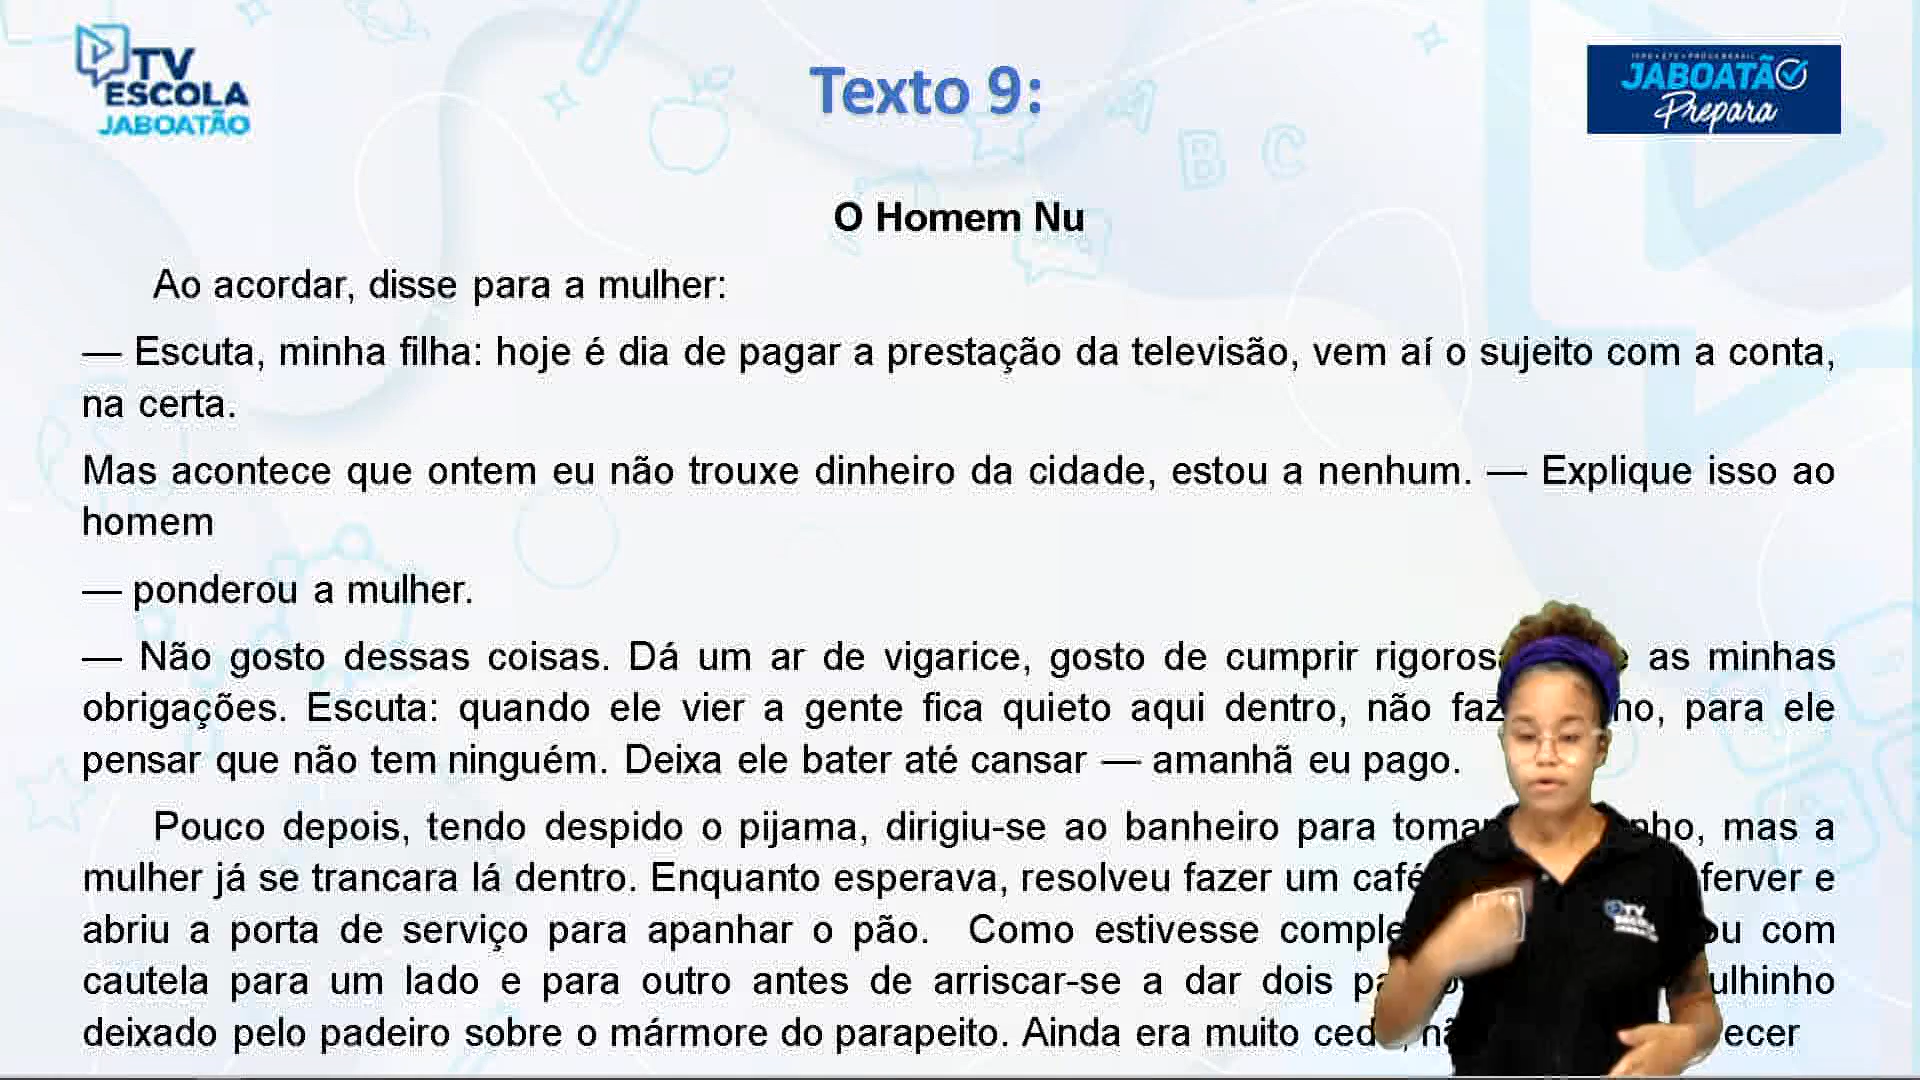 TV
ESCOLA
JABOATÃO
Texto 9:
JABOATÃO
Prepara
O Homem Nu
Ao acordar, disse para a mulher:
— Escuta, minha filha: hoje é dia de pagar a prestação da televisão, vem aí o sujeito com a conta,
na certa.
Mas acontece que ontem eu não trouxe dinheiro da cidade, estou a nenhum. — Explique isso ao
homem
— ponderou a mulher.
— Não gosto dessas coisas. Dá um ar de vigarice, gosto de cumprir as minhas
obrigações. Escuta: quando ele vier a gente fica quieto aqui dentro, não para ele
pensar que não tem ninguém. Deixa ele bater até cansar — amanhã eu pago.
Pouco depois, tendo despido o pijama, dirigiu-se ao banheiro para mas a
mulher já se trancara lá dentro. Enquanto esperava, resolveu fazer um café ferver e
abriu a porta de serviço para apanhar o pão. Como estivesse com
cautela para um lado e para outro antes de arriscar-se a dar dois
deixado pelo padeiro sobre o mármore do parapeito. Ainda era muito
TV
ESCOLA